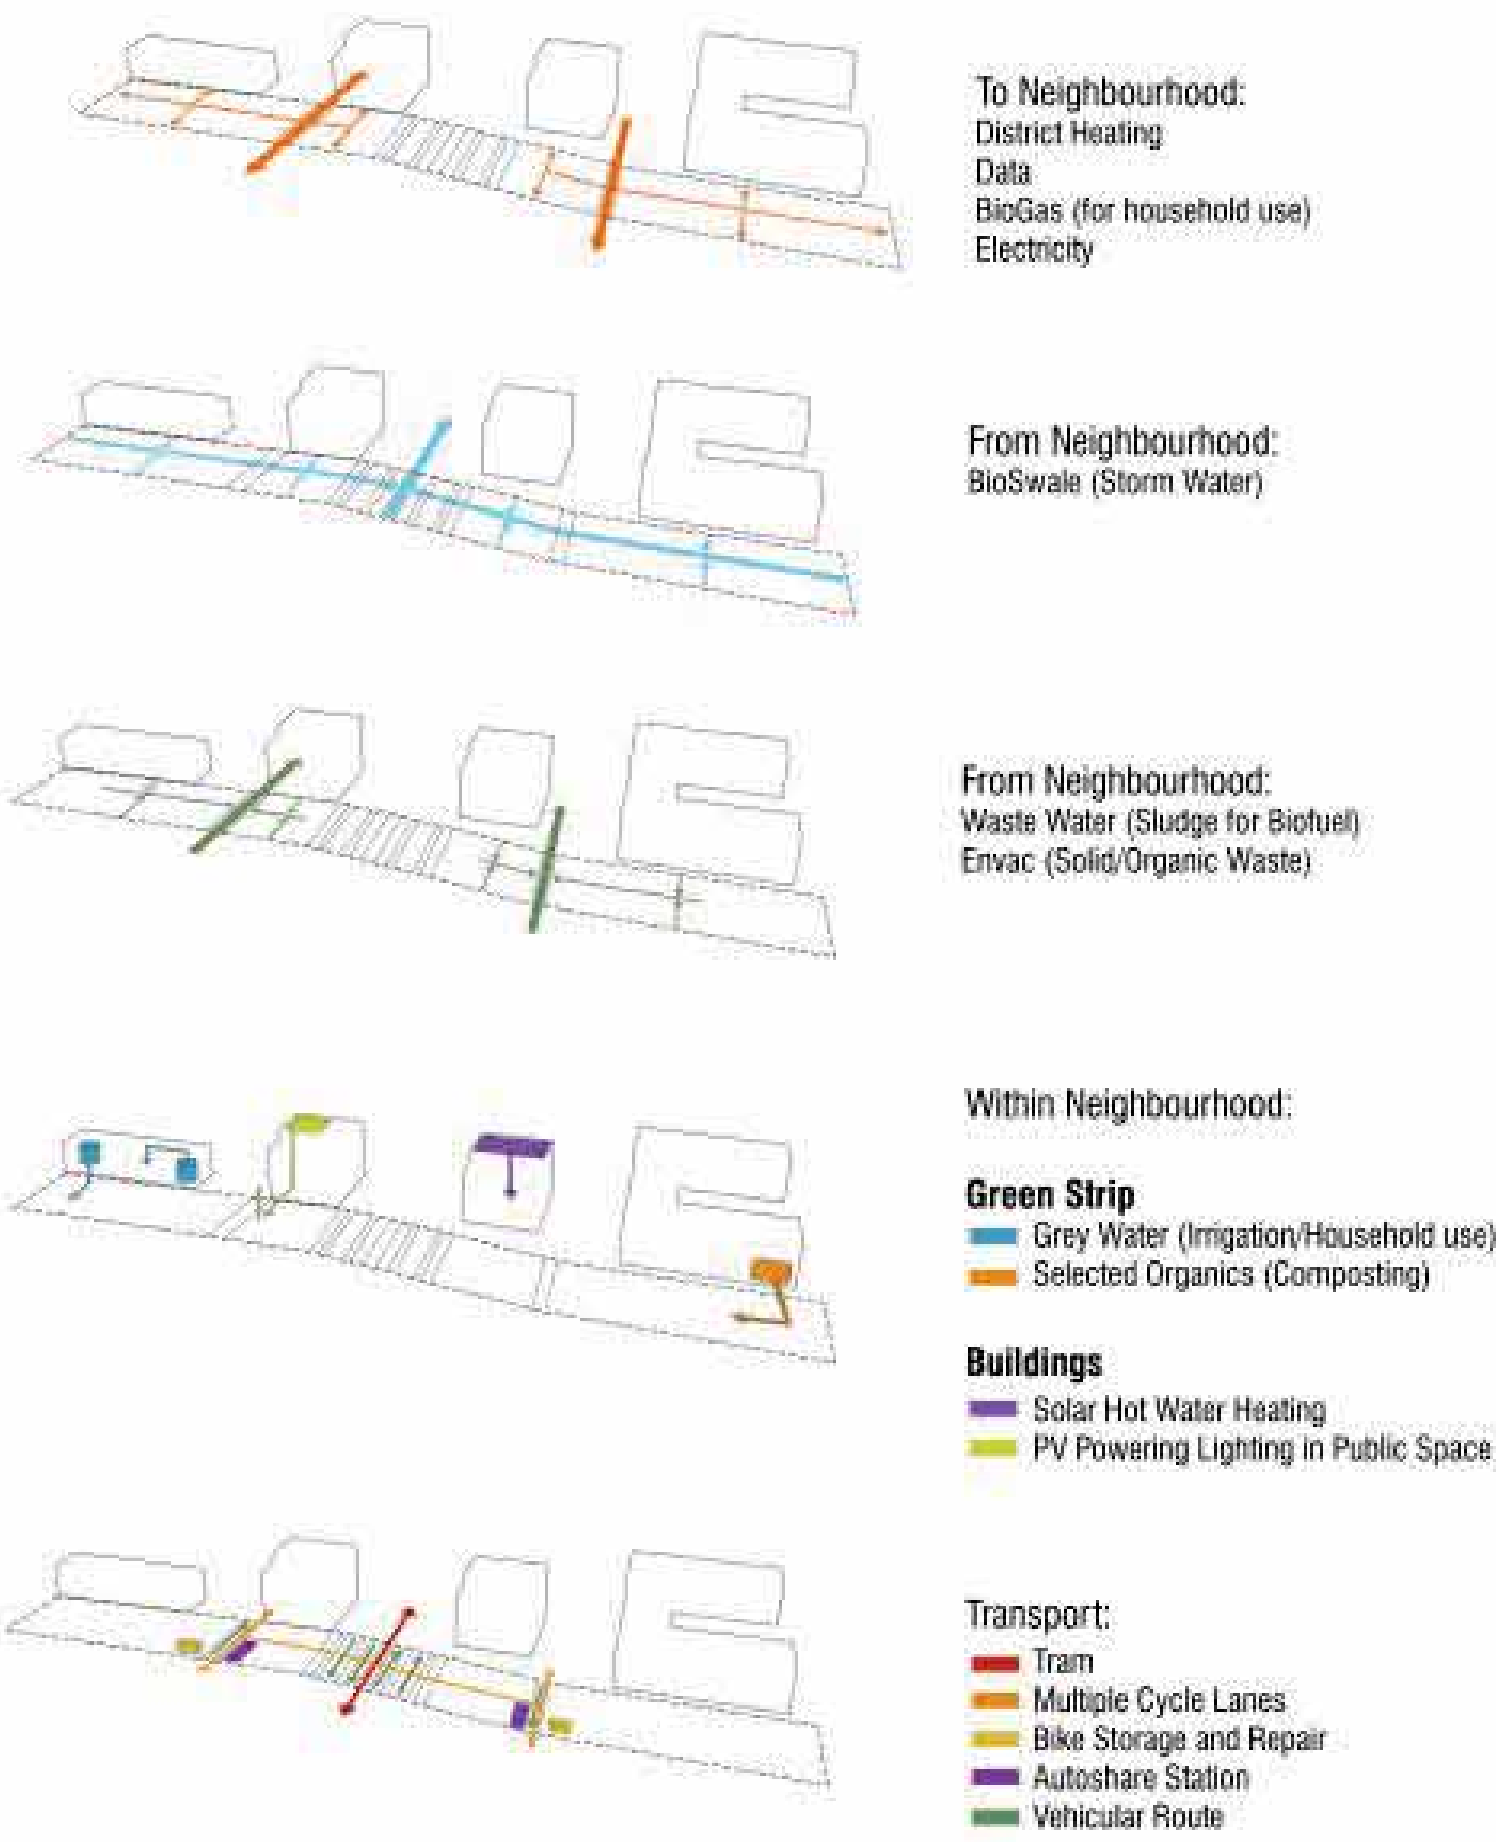 To Neighbourhood:
District Heating
Data
BioGas (for household use)
Electricity
From Neighbourhood:
BioSwale (Storm Water)
From Neighbourhood:
Waste Water (Sludge for Biofuel)
Envac (Solid/Organic Waste)
Within Neighbourhood:
Green Strip
Grey Water (Irrigation/Household use)
Selected Organics (Composting)
Buildings
Solar Hot Water Heating
PV Powering Lighting in Public Space
Transport:
Tram
Multiple Cycle Lanes
Bike Storage and Repair
Autoshare Station
Vehicular Route